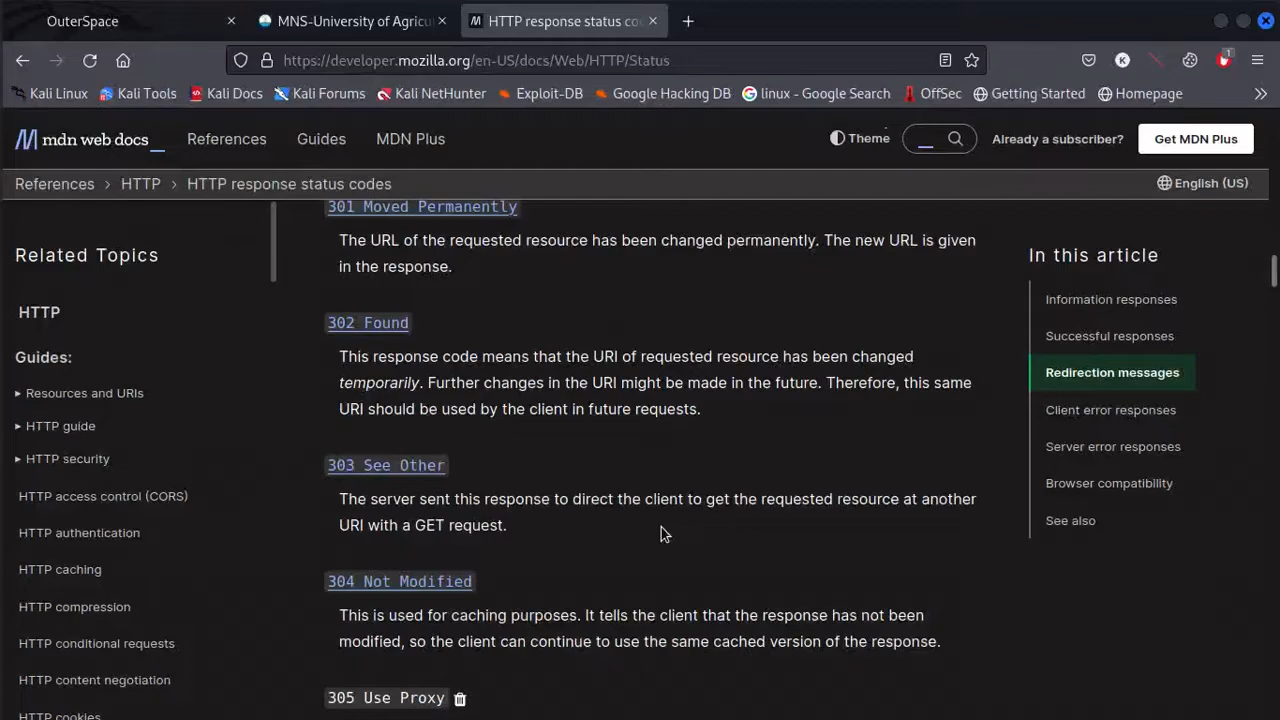 OuterSpace
MNS-University of Agricul
HTTP response status co
https://developer.mozilla.org/en-US/docs/Web/HTTP/Status
1
Kali Linux
Kali Tools
Kali Docs
Kali Forums
Kali NetHunter
Exploit-DB
Google Hacking DB
linux - Google Search
OffSec
Getting Started
Homepage
mdn web docs
References
Guides
MDN Plus
Theme
Already a subscriber?
Get MDN Plus
References
HTTP
HTTP response status codes
English (US)
Related Topics
HTTP
Guides:
Resources and URIs
HTTP guide
HTTP security
HTTP access control (CORS)
HTTP authentication
HTTP caching
HTTP compression
HTTP conditional requests
HTTP content negotiation
HTTP cookies
301 Moved Permanently
The URL of the requested resource has been changed permanently. The new URL is given
in the response.
302 Found
This response code means that the URI of requested resource has been changed
temporarily. Further changes in the URI might be made in the future. Therefore, this same
URI should be used by the client in future requests.
303 See Other
The server sent this response to direct the client to get the requested resource at another
URI with a GET request.
304 Not Modified
This is used for caching purposes. It tells the client that the response has not been
modified, so the client can continue to use the same cached version of the response.
305 Use Proxy
In this article
Information responses
Successful responses
Redirection messages
Client error responses
Server error responses
Browser compatibility
See also